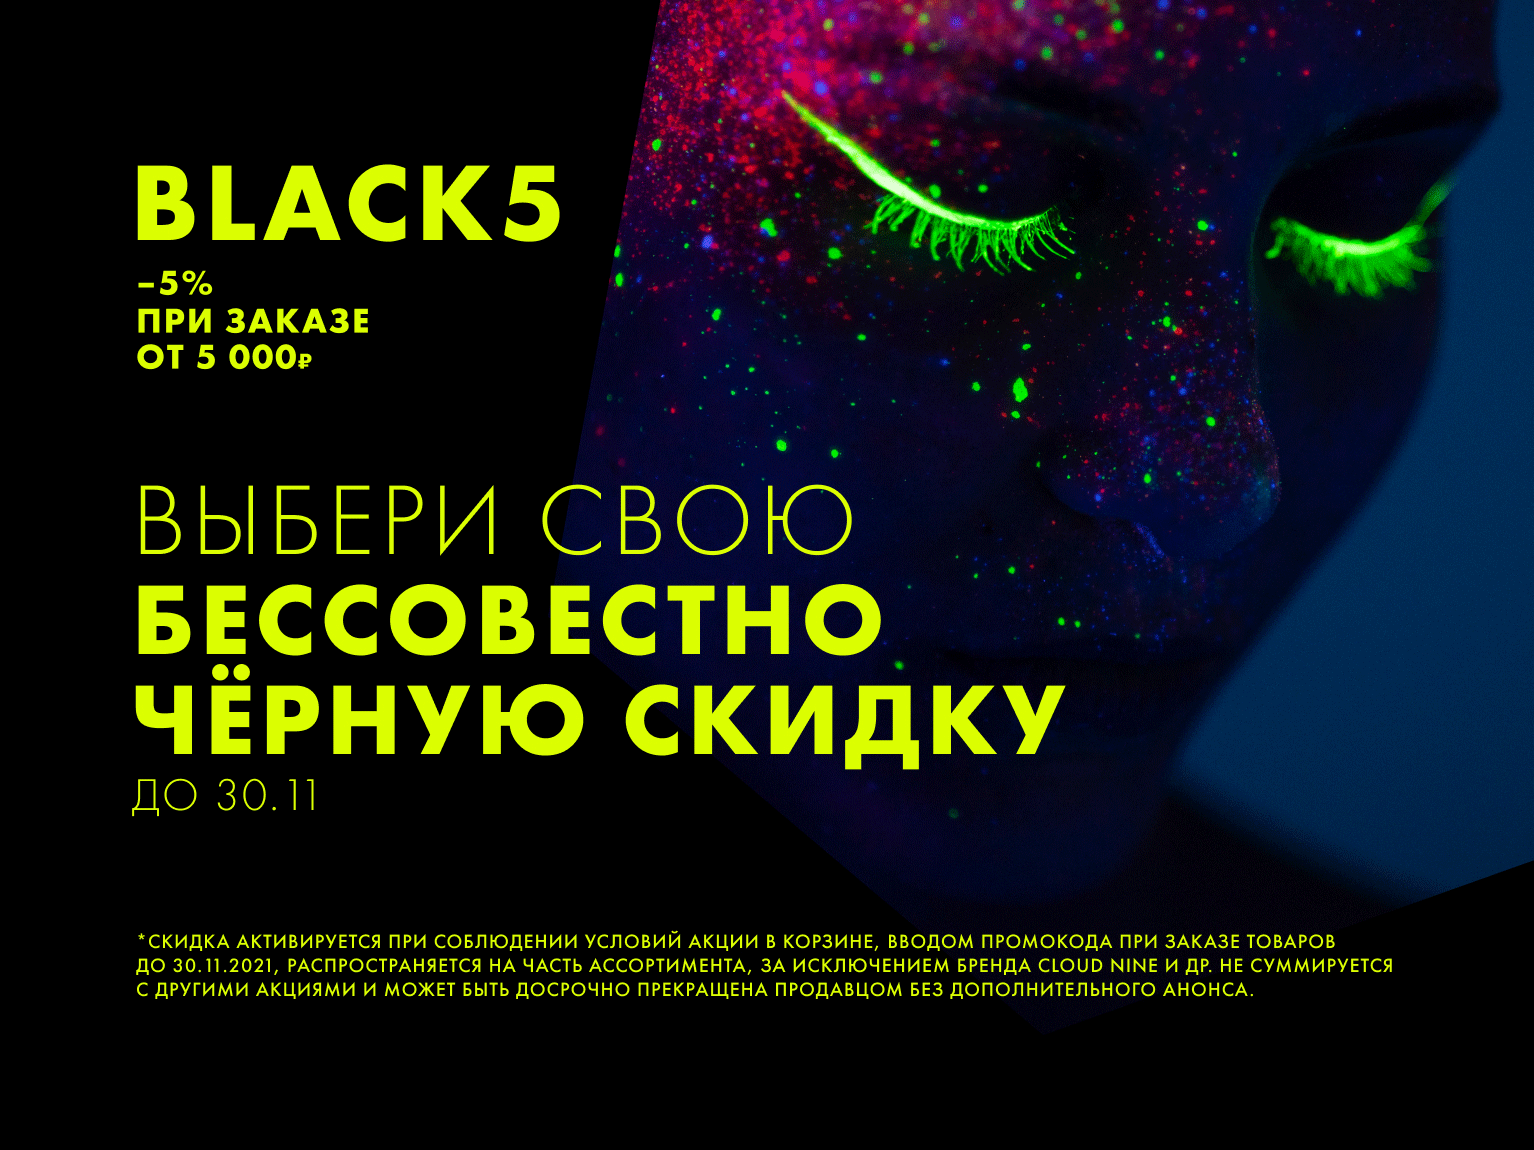 BLACK5
–5%
ПРИ ЗАКАЗЕ
ОТ 5 000₽
ВЫБЕРИ СВОЮ
БЕССОВЕСТНО
ЧЁРНУЮ СКИДКУ
ДО 30.11
*СКИДКА АКТИВИРУЕТСЯ ПРИ СОБЛЮДЕНИИ УСЛОВИЙ АКЦИИ В КОРЗИНЕ, ВВОДОМ ПРОМОКОДА ПРИ ЗАКАЗЕ ТОВАРОВ
ДО 30.11.2021, РАСПРОСТРАНЯЕТСЯ НА ЧАСТЬ АССОРТИМЕНТА, ЗА ИСКЛЮЧЕНИЕМ БРЕНДА CLOUD NINE И ДР. НЕ СУММИРУЕТСЯ
С ДРУГИМИ АКЦИЯМИ И МОЖЕТ БЫТЬ ДОСРОЧНО ПРЕКРАЩЕНА ПРОДАВЦОМ БЕЗ ДОПОЛНИТЕЛЬНОГО АНОНСА.